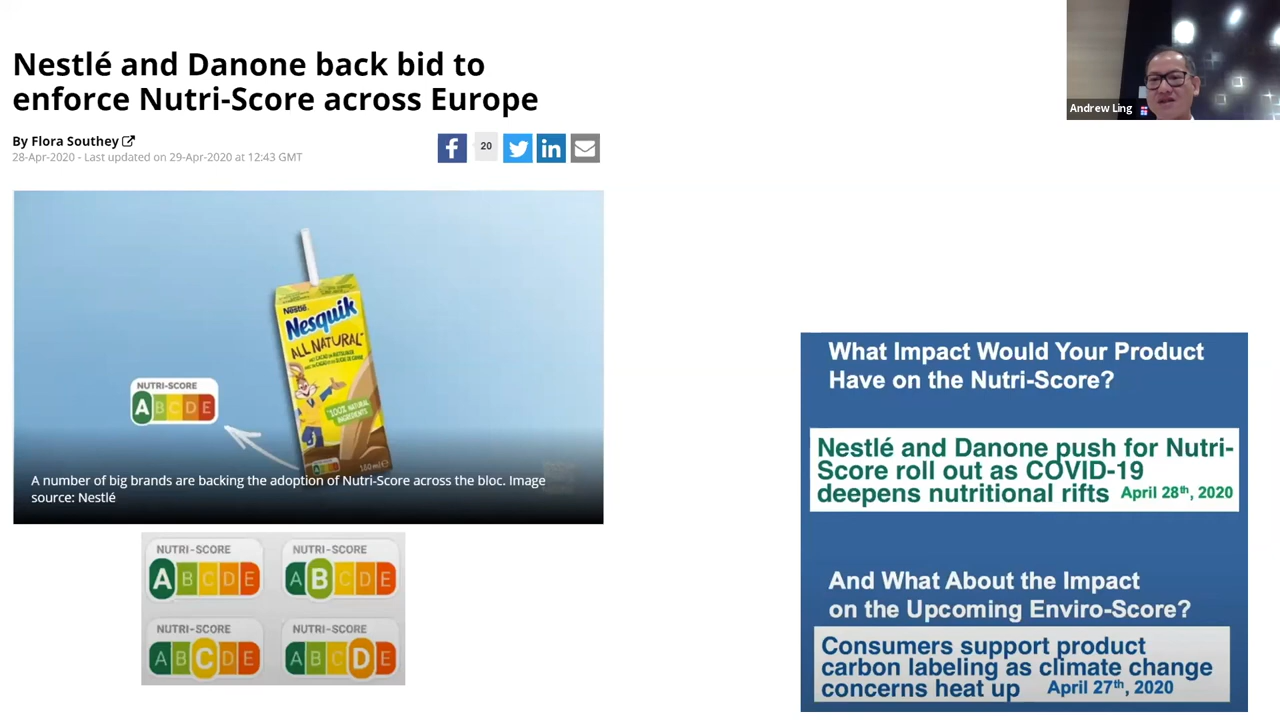 Nestlé and Danone back bid to
enforce Nutri-Score across Europe
By Flora Southey
28-Apr-2020 - Last updated on 29-Apr-2020 at 12:43 GMT
20
Andrew Ling
Nestlé
Nesquik
ALL NATURAL
100% NATURAL
INGREDIENTS
180ml e
NUTRI-SCORE
A B C D E
A number of big brands are backing the adoption of Nutri-Score across the bloc. Image
source: Nestlé
NUTRI-SCORE
A B C D E
NUTRI-SCORE
A B C D E
NUTRI-SCORE
A B C D E
NUTRI-SCORE
A B C D E
What Impact Would Your Product
Have on the Nutri-Score?
Nestlé and Danone push for Nutri-
Score roll out as COVID-19
deepens nutritional rifts April 28th, 2020
And What About the Impact
on the Upcoming Enviro-Score?
Consumers support product
carbon labeling as climate change
concerns heat up April 27th, 2020